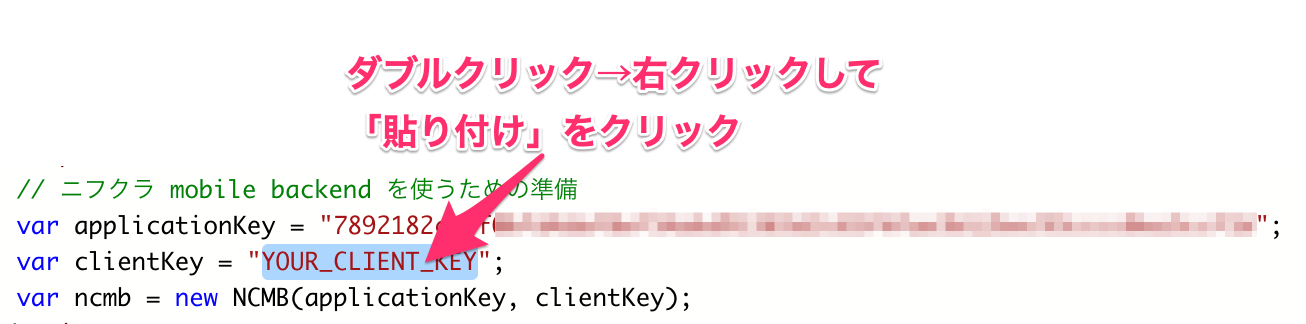 ダブルクリック→右クリックして
「貼り付け」をクリック
// ニフクラ mobile backend を使うための準備
var applicationKey = "7892182 f ";
var clientKey = "YOUR_CLIENT_KEY";
var ncmb = new NCMB(applicationKey, clientKey);